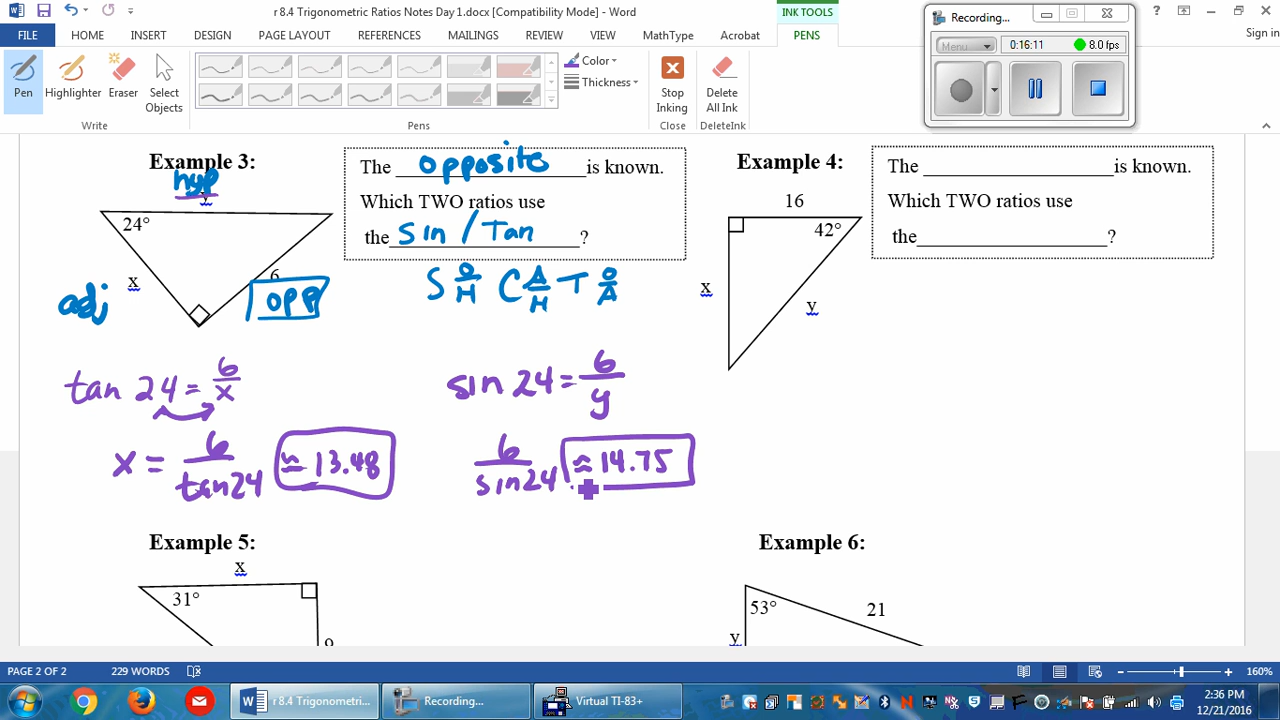 r 8.4 Trigonometric Ratios Notes Day 1.docx [Compatibility Mode] - Word
INK TOOLS
FILE HOME INSERT DESIGN PAGE LAYOUT REFERENCES MAILINGS REVIEW VIEW MathType Acrobat PENS
Sign in
Recording...
Menu
0:16:11
8.0 fps
Pen
Highlighter
Eraser
Select Objects
Color
Thickness
Stop Inking
Delete All Ink
Write
Pens
Close
DeleteInk
Example 3:
hyp
y
24°
x
adj
6
opp
The opposite is known.
Which TWO ratios use
the sin / Tan ?
S O/H C A/H T O/A
tan 24 = 6/x
x = 6/tan24 ≈ 13.48
sin 24 = 6/y
6/sin24 ≈ 14.75
Example 4:
16
42°
x
y
The ____________________ is known.
Which TWO ratios use
the____________________?
Example 5:
x
31°
Example 6:
53°
21
y
PAGE 2 OF 2 229 WORDS
160%
r 8.4 Trigonometri...
Recording...
Virtual TI-83+
2:36 PM
12/21/2016